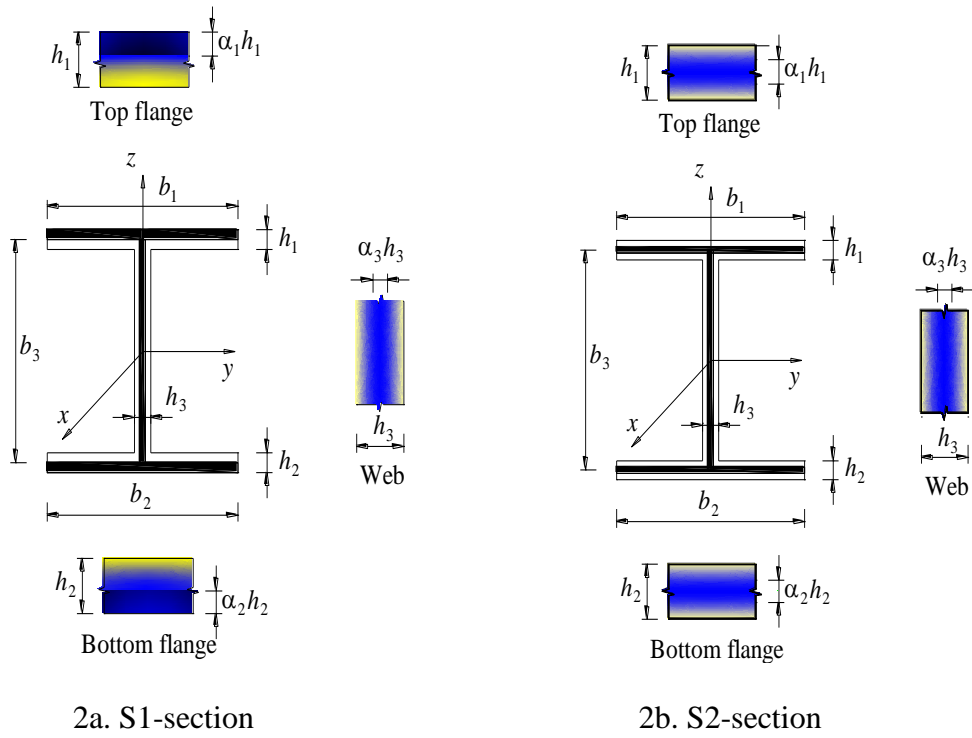 h₁
α₁h₁
Top flange
z
b₁
h₁
α₃h₃
b₃
y
x
h₃
h₃
Web
h₂
b₂
h₂
α₂h₂
Bottom flange
2a. S1-section
h₁
α₁h₁
Top flange
z
b₁
h₁
α₃h₃
b₃
y
x
h₃
h₃
Web
h₂
b₂
h₂
α₂h₂
Bottom flange
2b. S2-section